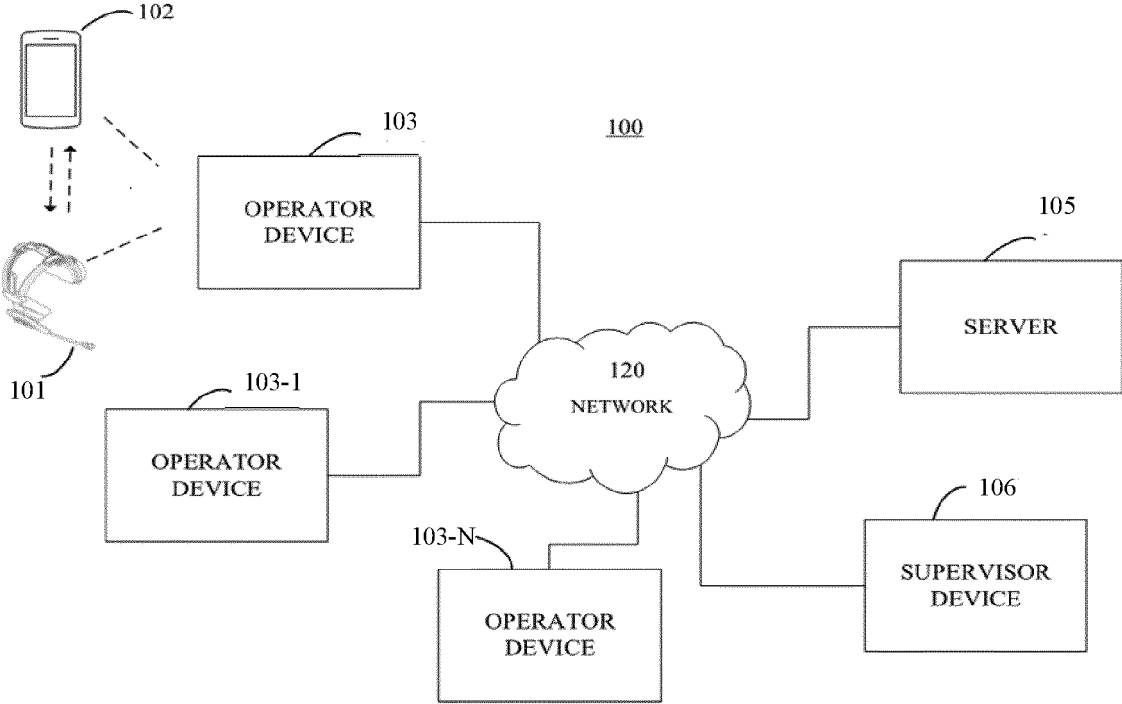 102
103
100
OPERATOR
DEVICE
105
SERVER
101
103-1
120
NETWORK
OPERATOR
DEVICE
106
103-N
SUPERVISOR
DEVICE
OPERATOR
DEVICE